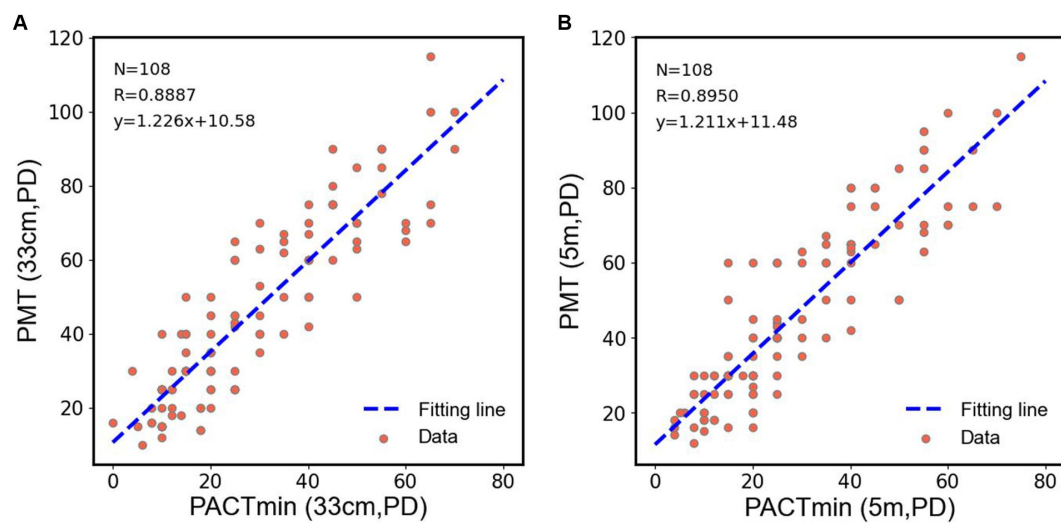 A
N=108
R=0.8887
y=1.226x+10.58
120
100
80
60
40
20
PMT (33cm,PD)
Fitting line
Data
0 20 40 60 80
PACTmin (33cm,PD)
B
N=108
R=0.8950
y=1.211x+11.48
120
100
80
60
40
20
PMT (5m,PD)
Fitting line
Data
0 20 40 60 80
PACTmin (5m,PD)